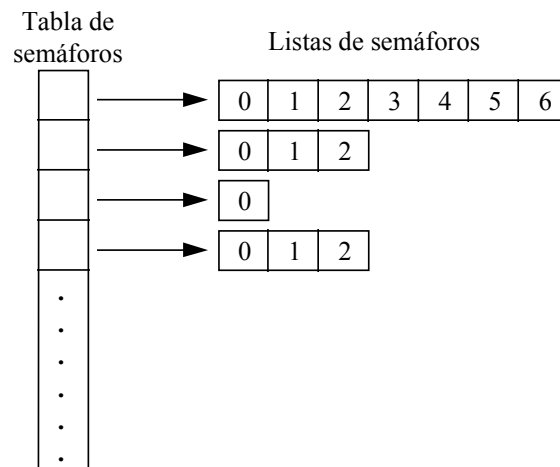 Tabla de
semáforos
Listas de semáforos
0 1 2 3 4 5 6
0 1 2
0
0 1 2